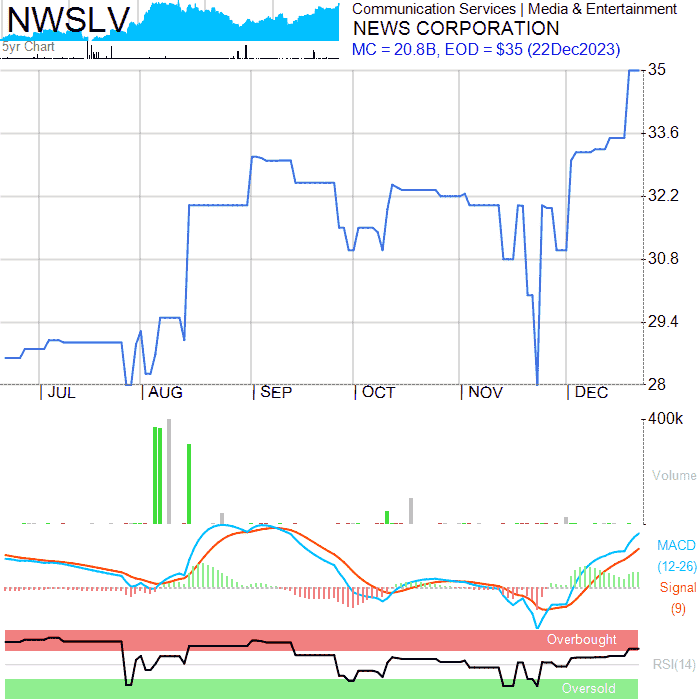 NWSLV
5yr Chart
Communication Services | Media & Entertainment
NEWS CORPORATION
MC = 20.8B, EOD = $35 (22Dec2023)
35
33.6
32.2
30.8
29.4
28
| JUL | AUG | SEP | OCT | NOV | DEC
400k
Volume
MACD
(12-26)
Signal
(9)
Overbought
RSI(14)
Oversold